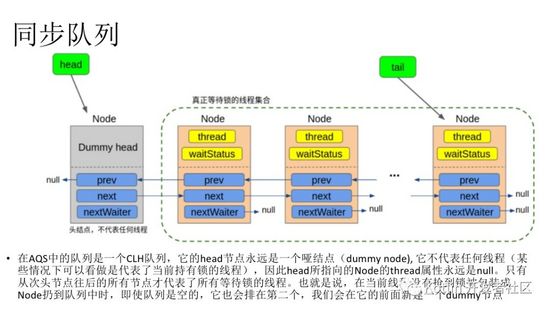 同步队列
head
tail
真正等待锁的线程集合
Node
Node
Node
Node
Dummy head
thread
thread
thread
waitStatus
waitStatus
waitStatus
null
prev
prev
prev
prev
next
next
next
...
next
null
nextWaiter
nextWaiter
null
nextWaiter
null
nextWaiter
null
头结点，不代表任何线程
• 在AQS中的队列是一个CLH队列，它的head节点永远是一个哑结点（dummy node), 它不代表任何线程（某
些情况下可以看做是代表了当前持有锁的线程），因此head所指向的Node的thread属性永远是null。只有
从次头节点往后的所有节点才代表了所有等待锁的线程。也就是说，在当前线程没有抢到锁被包装成
Node扔到队列中时，即使队列是空的，它也会排在第二个，我们会在它的前面新建一个dummy节点